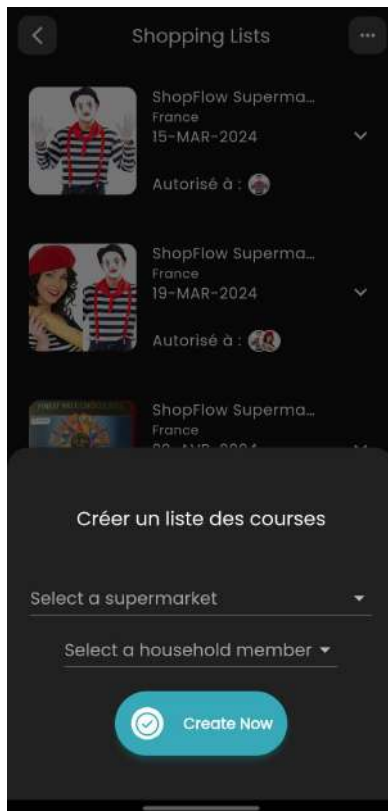 Shopping Lists
ShopFlow Superma...
France
15-MAR-2024
Autorisé à :
ShopFlow Superma...
France
19-MAR-2024
Autorisé à :
ShopFlow Superma...
France
Créer un liste des courses
Select a supermarket
Select a household member
Create Now